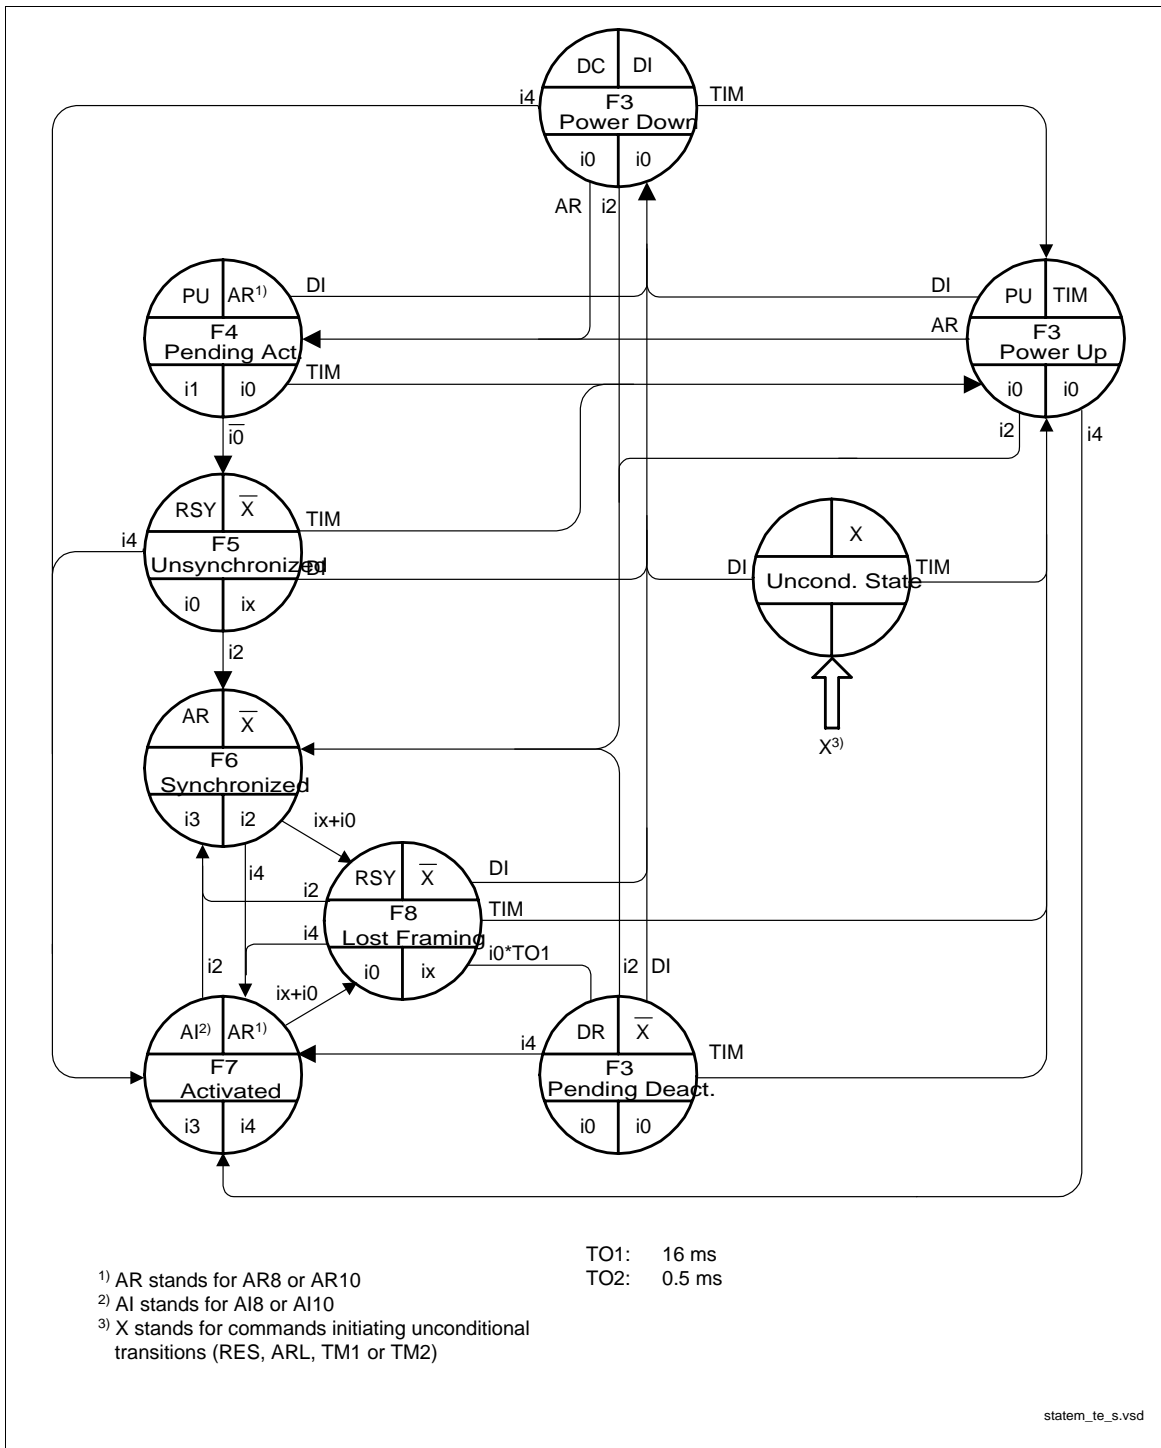 DC DI
i4 F3 TIM
Power Down
i0 i0
AR i2
PU AR1) DI
F4
Pending Act.
TIM
i1 i0
i0
DI PU TIM
AR F3
Power Up
i0 i0
i2 i4
RSY X TIM
i4 F5
Unsynchronized DI
i0 ix
i2
X
DI Uncond. State TIM
X3)
AR X
F6
Synchronized
i3 i2 ix+i0
i4
RSY X DI
i2 F8 TIM
i4 Lost Framing
i0 ix i0*TO1
i2 ix+i0 i2 DI
AI2) AR1)
F7
Activated
i3 i4
DR X
i4 F3 TIM
Pending Deact.
i0 i0
TO1: 16 ms
TO2: 0.5 ms
1) AR stands for AR8 or AR10
2) AI stands for AI8 or AI10
3) X stands for commands initiating unconditional
transitions (RES, ARL, TM1 or TM2)
statem_te_s.vsd